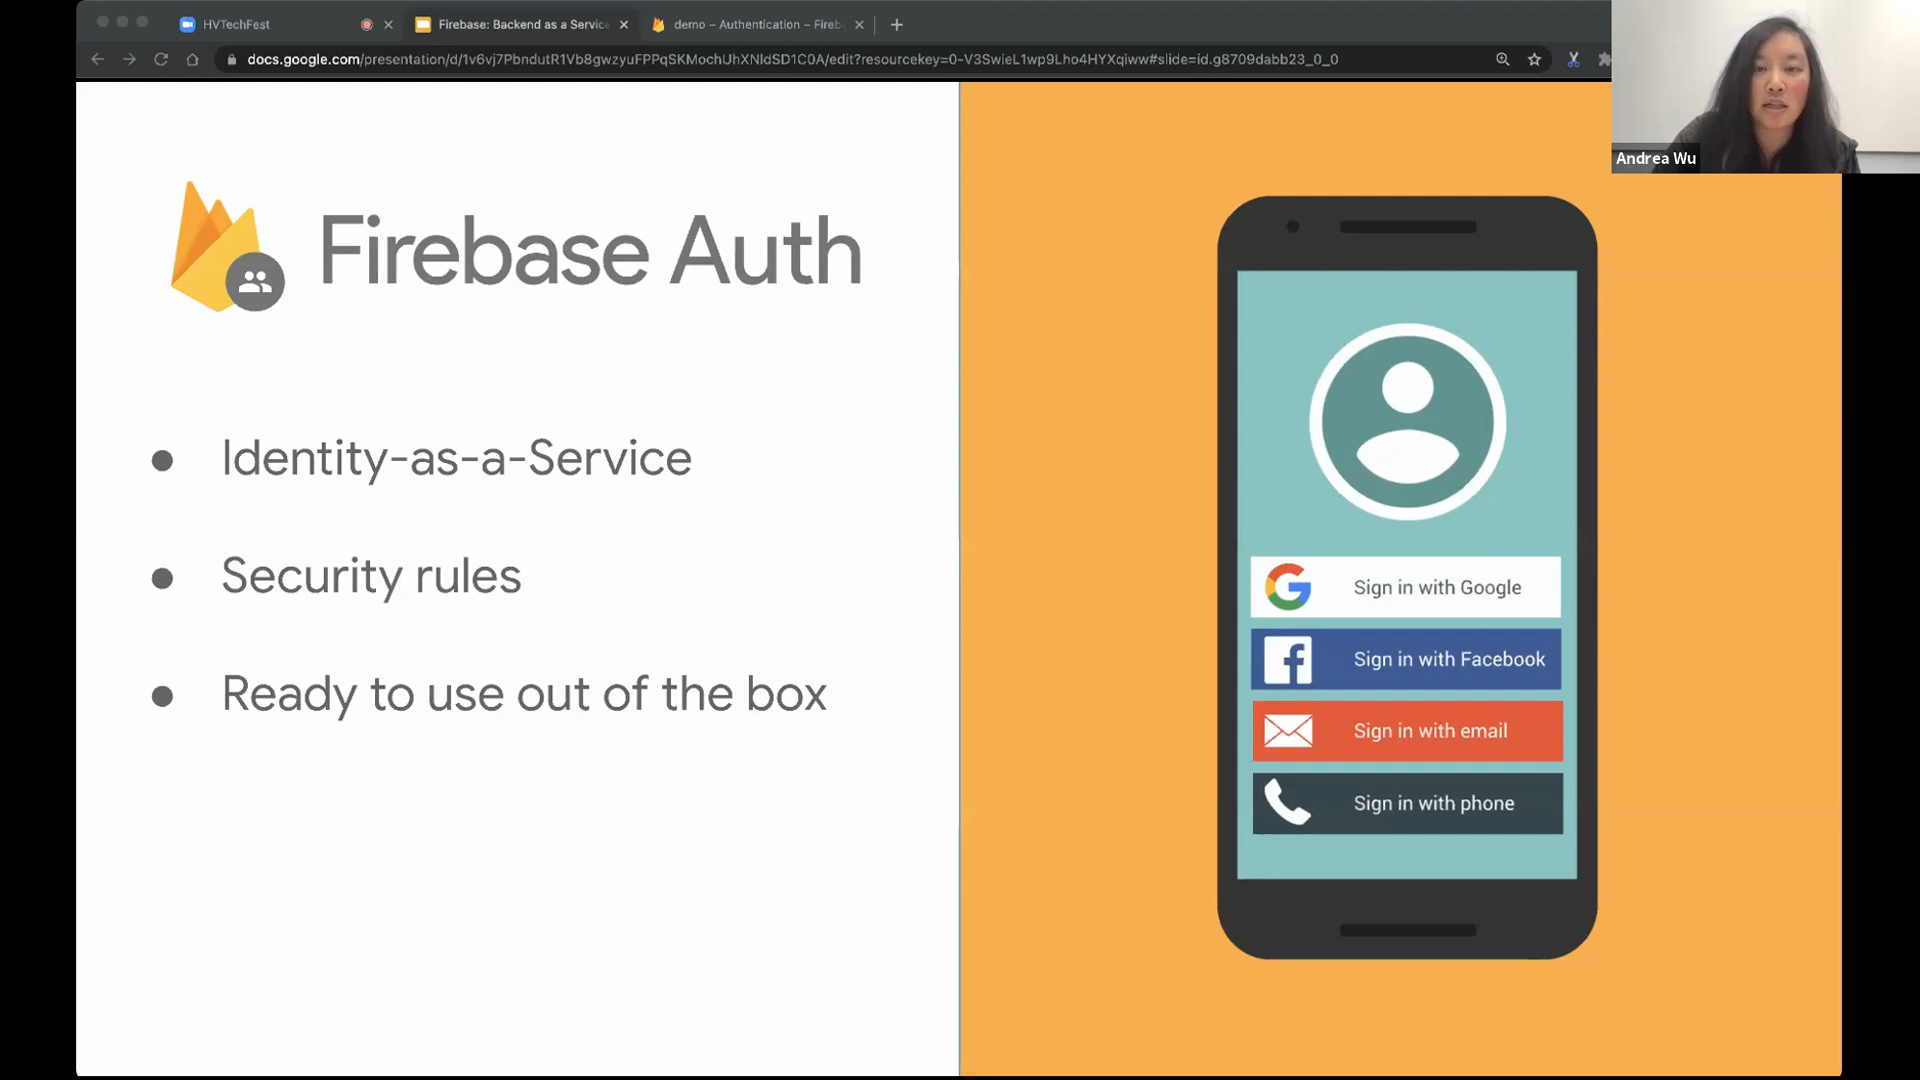 HVTechFest
Firebase: Backend as a Service
demo – Authentication – Fireb
docs.google.com/presentation/d/1v6vj7PbndutR1Vb8gwzyuFPPqSKMochUhXNldSD1C0A/edit?resourcekey=0-V3SwieL1wp9Lho4HYXqiww#slide=id.g8709dabb23_0_0
Andrea Wu
Firebase Auth
● Identity-as-a-Service
● Security rules
● Ready to use out of the box
Sign in with Google
Sign in with Facebook
Sign in with email
Sign in with phone